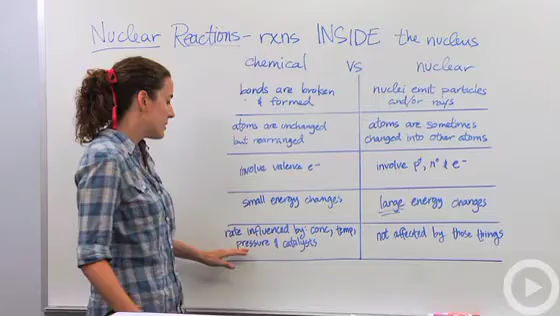 Nuclear Reactions - rxns INSIDE the nucleus
chemical vs nuclear
bonds are broken
& formed
nuclei emit particles
and/or rays
atoms are unchanged
but rearranged
atoms are sometimes
changed into other atoms
involve valence e⁻
involve p⁺, n° & e⁻
small energy changes
large energy changes
rate influenced by: conc, temp,
pressure & catalysts
not affected by those things